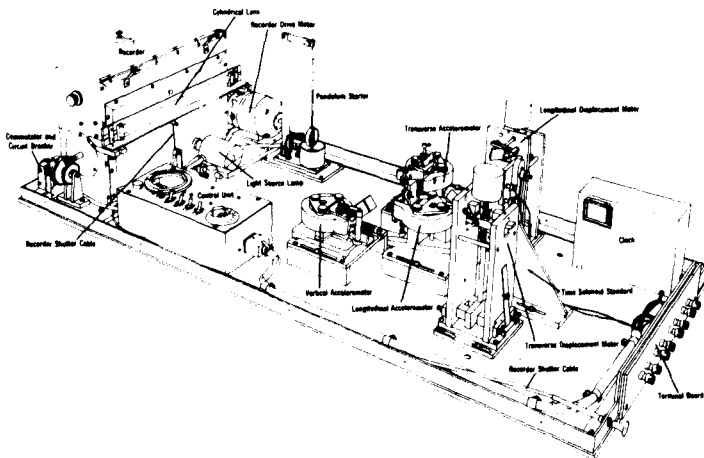 Cylindrical Lens
Recorder Drive Motor
Recorder
Pendulum Starter
Longitudinal Displacement Meter
Transverse Accelerometer
Commutator and
Circuit Breaker
Light Source Lamp
Control Unit
Clock
Recorder Shutter Cable
Vertical Accelerometer
Longitudinal Accelerometer
Time Solenoid Standard
Transverse Displacement Meter
Recorder Shutter Cable
Terminal Board